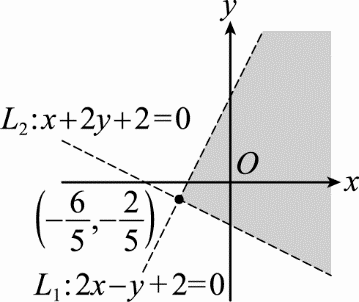 y
L₂:x+2y+2=0
O
x
(-6/5,-2/5)
L₁:2x-y+2=0